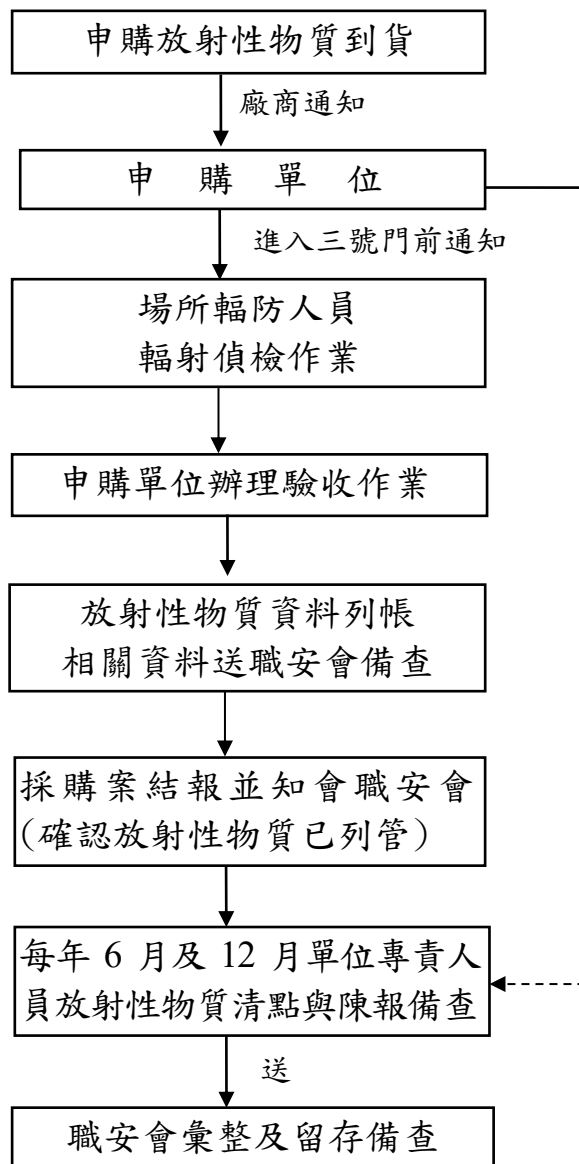 申購放射性物質到貨
廠商通知
申購單位
進入三號門前通知
場所輻防人員
輻射偵檢作業
申購單位辦理驗收作業
放射性物質資料列帳
相關資料送職安會備查
採購案結報並知會職安會
(確認放射性物質已列管)
每年 6 月及 12 月單位專責人
員放射性物質清點與陳報備查
送
職安會彙整及留存備查